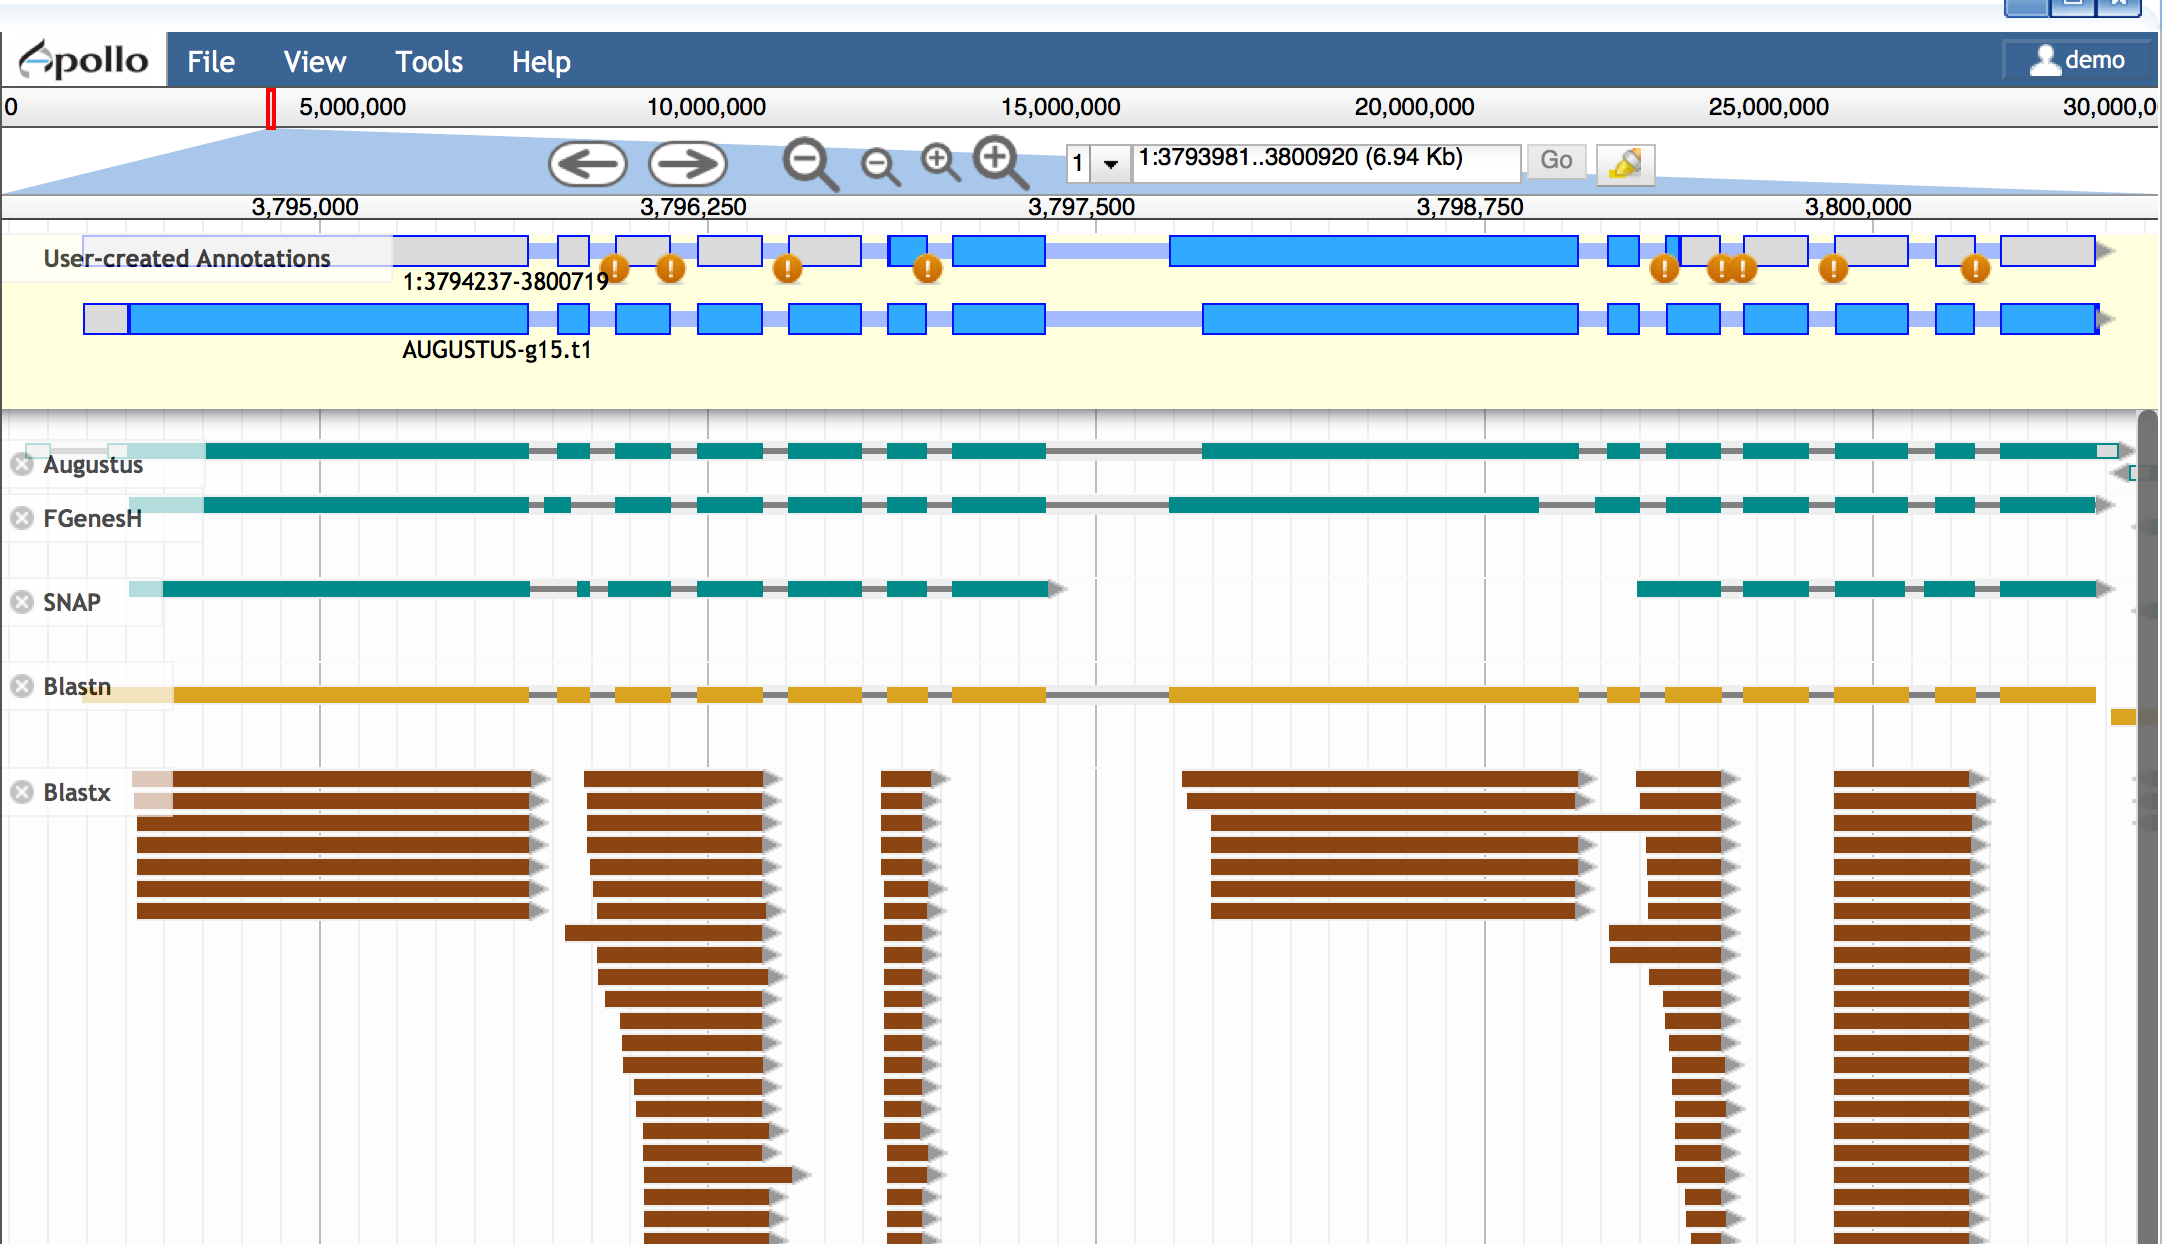 Apollo File View Tools Help demo
0 5,000,000 10,000,000 15,000,000 20,000,000 25,000,000 30,000,0
1 1:3793981..3800920 (6.94 Kb) Go
3,795,000 3,796,250 3,797,500 3,798,750 3,800,000
User-created Annotations
1:3794237-3800719
AUGUSTUS-g15.t1
Augustus
FGenesH
SNAP
Blastn
Blastx